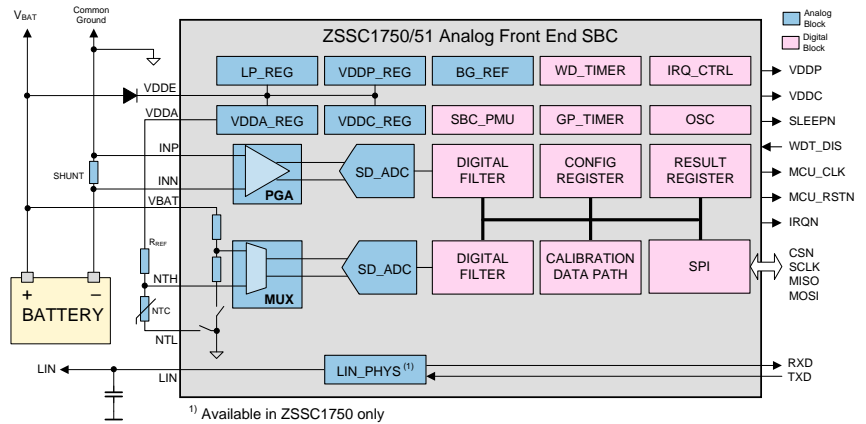 VBAT
Common
Ground
ZSSC1750/51 Analog Front End SBC
Analog
Block
Digital
Block
LP_REG
VDDP_REG
BG_REF
WD_TIMER
IRQ_CTRL
VDDP
VDDE
VDDC
VDDA
VDDA_REG
VDDC_REG
SBC_PMU
GP_TIMER
OSC
SLEEPN
INP
WDT_DIS
SHUNT
INN
PGA
SD_ADC
DIGITAL
FILTER
CONFIG
REGISTER
RESULT
REGISTER
MCU_CLK
MCU_RSTN
VBAT
IRQN
RREF
NTH
MUX
SD_ADC
DIGITAL
FILTER
CALIBRATION
DATA PATH
SPI
CSN
SCLK
MISO
MOSI
+ –
BATTERY
NTC
NTL
LIN
LIN
LIN_PHYS (1)
RXD
TXD
1) Available in ZSSC1750 only